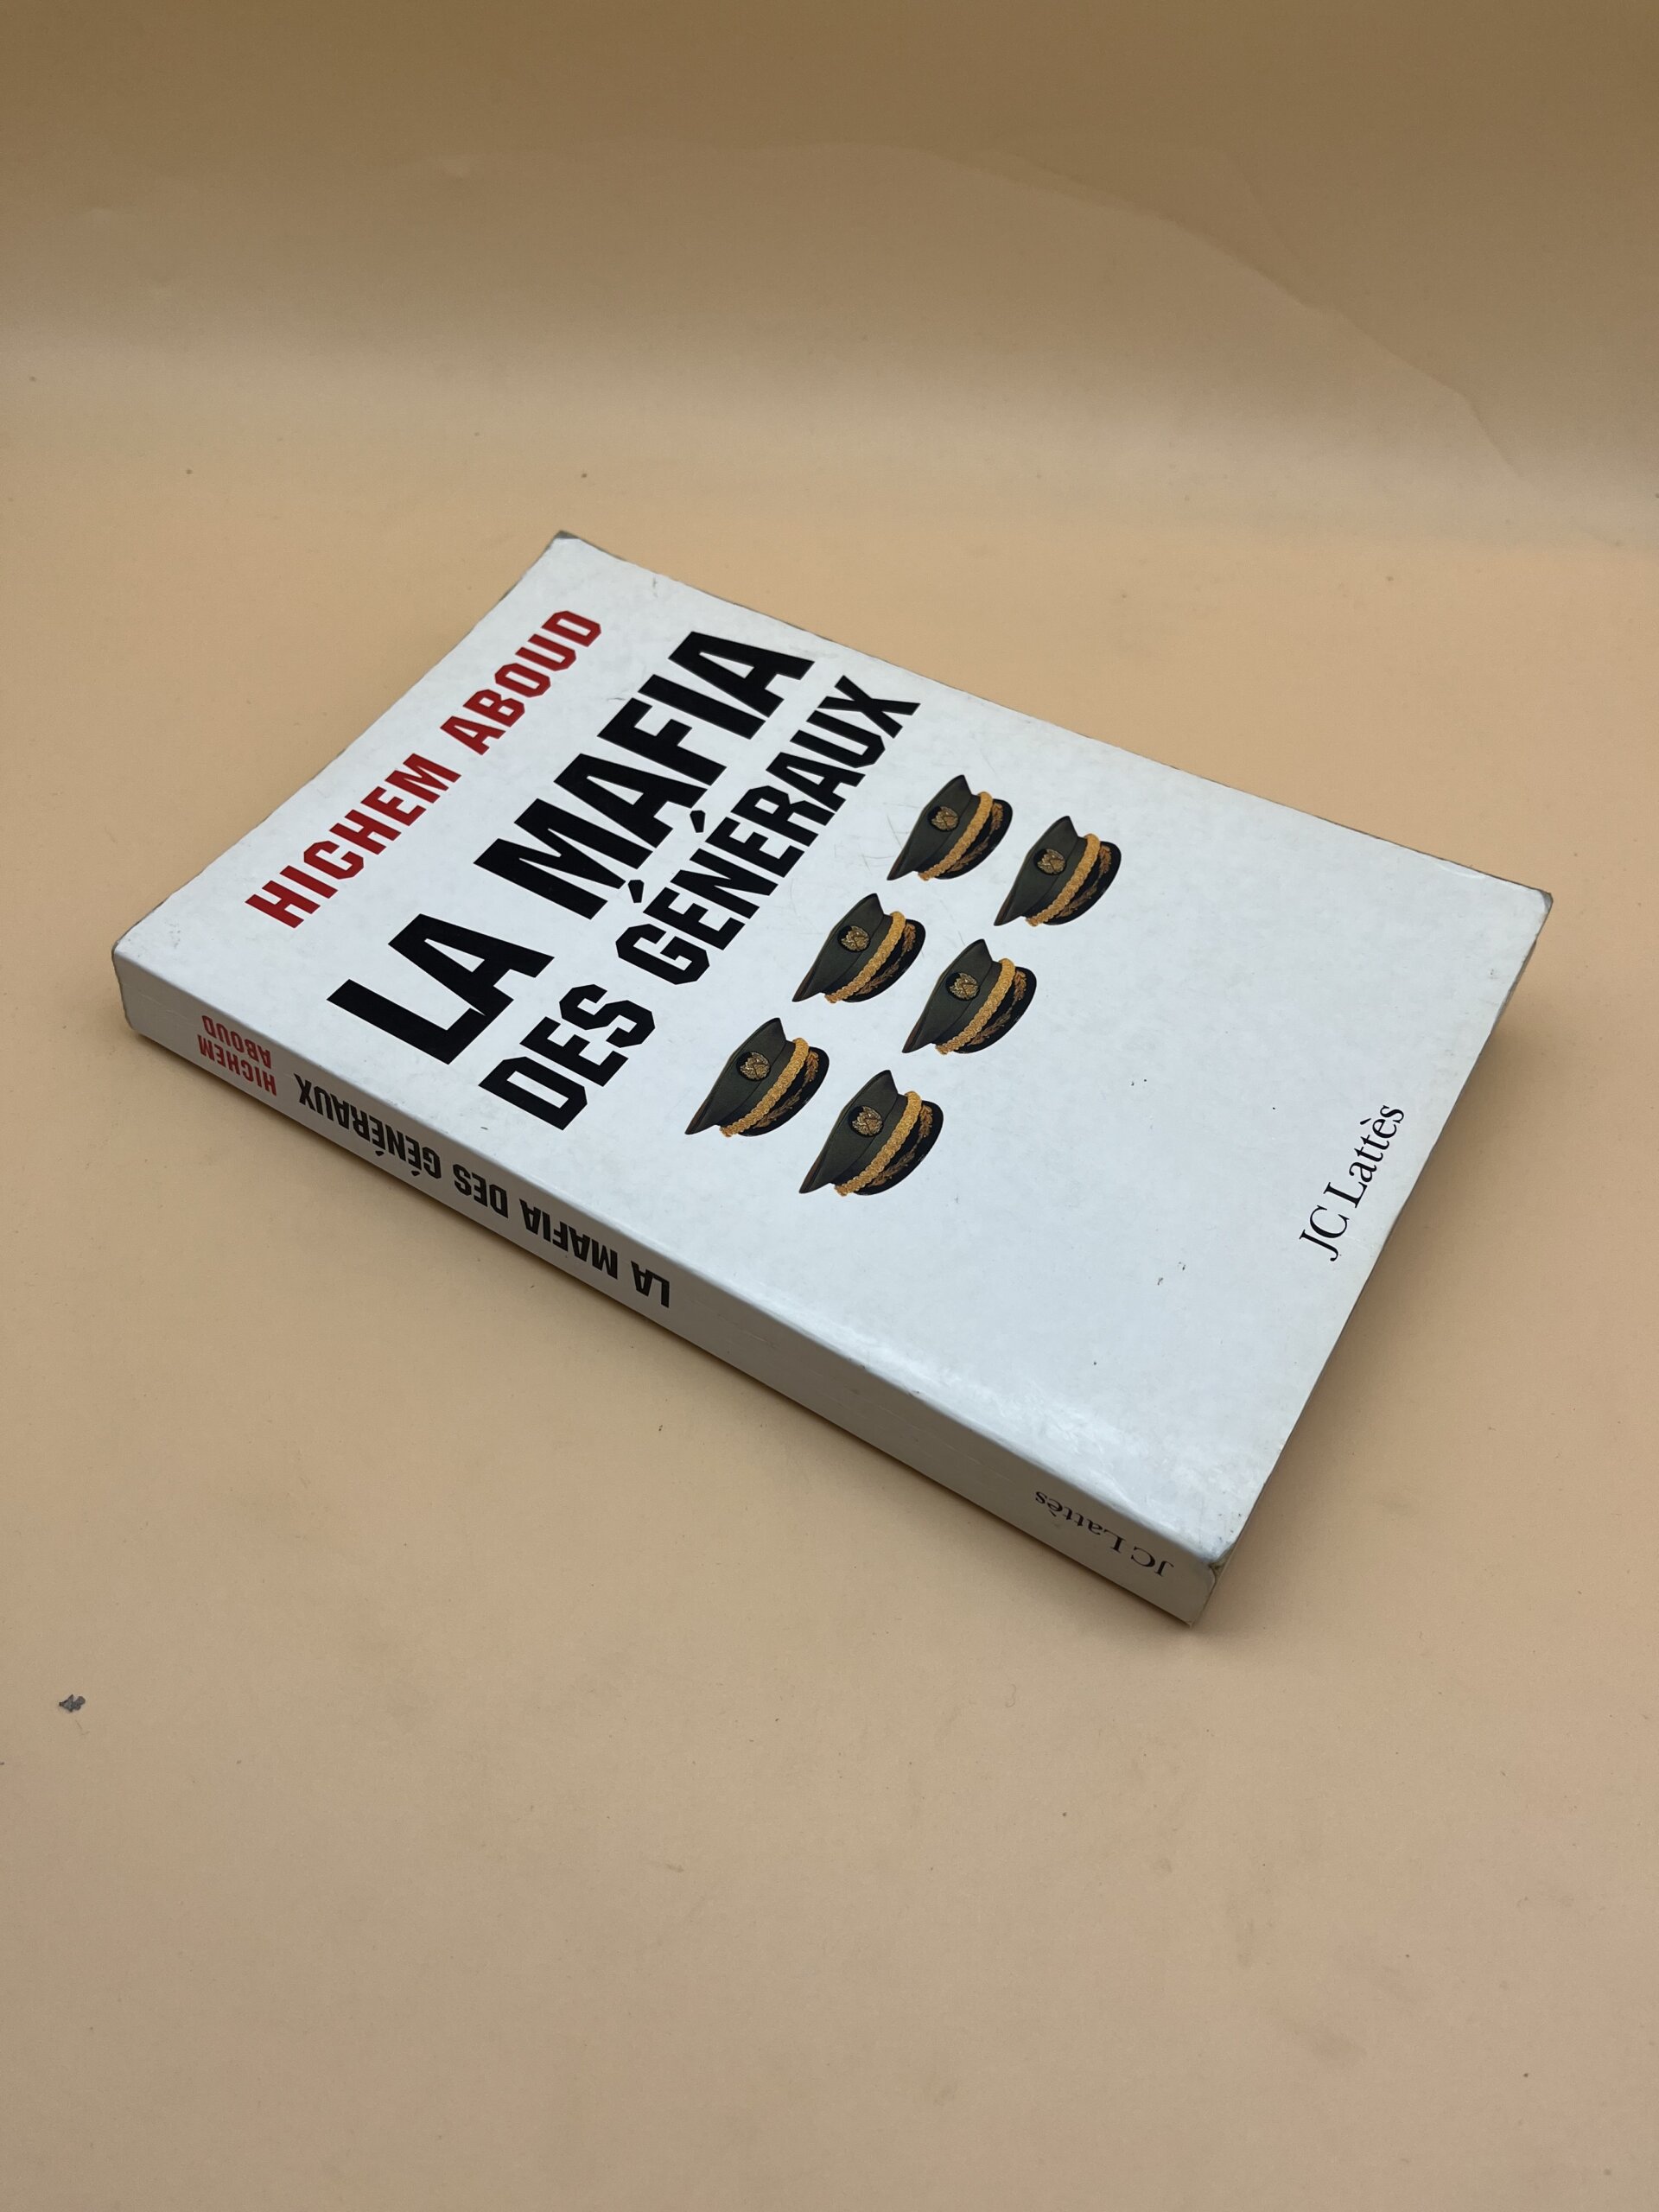 HICHEM ABOUD
LA MAFIA
DES GÉNÉRAUX
JC Lattès
HICHEM
ABOUD
LA MAFIA DES GÉNÉRAUX
JC Lattès